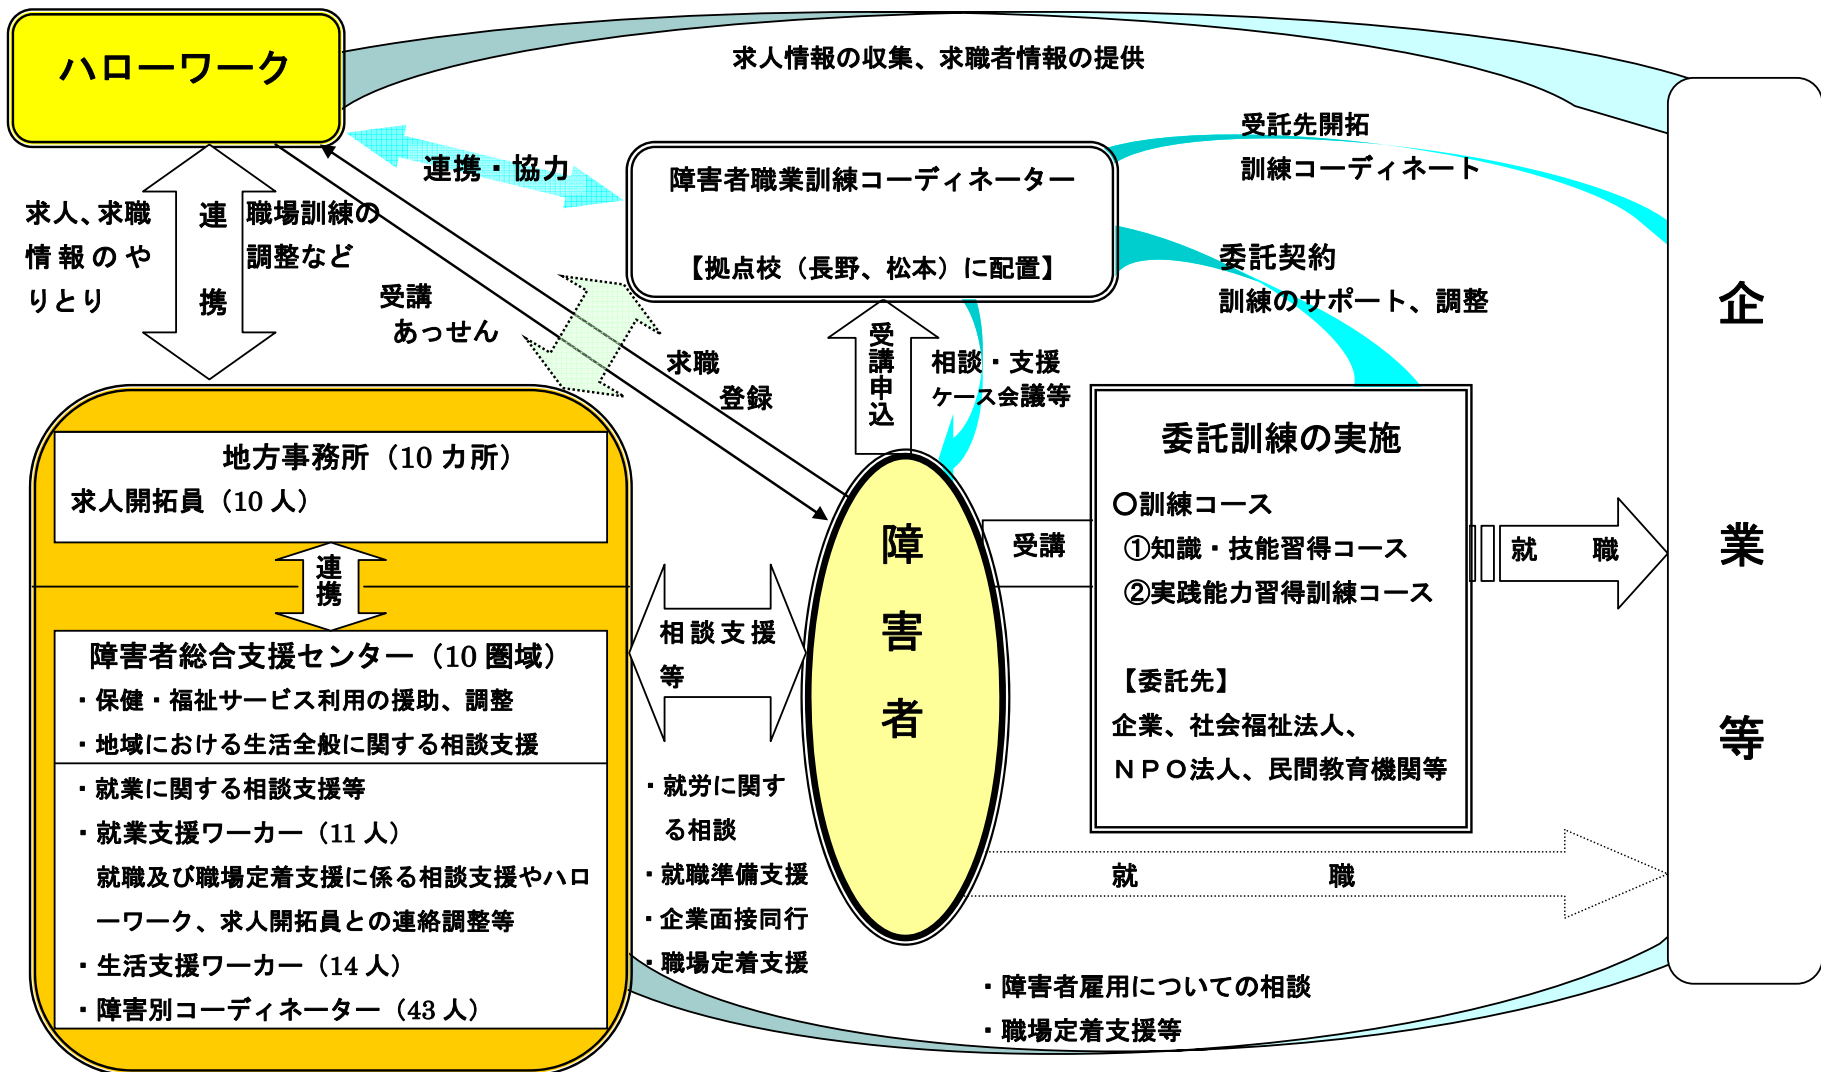 ハローワーク
求人情報の収集、求職者情報の提供
受託先開拓
訓練コーディネート
連携・協力
障害者職業訓練コーディネーター
【拠点校（長野、松本）に配置】
求人、求職
情報のや
りとり
連
携
職場訓練の
調整など
受講
あっせん
求職
登録
受講申込
相談・支援
ケース会議等
委託契約
訓練のサポート、調整
企
業
等
地方事務所（10カ所）
求人開拓員（10人）
連携
障害者総合支援センター（10圏域）
・保健・福祉サービス利用の援助、調整
・地域における生活全般に関する相談支援
・就業に関する相談支援等
・就業支援ワーカー（11人）
就職及び職場定着支援に係る相談支援やハロ
ーワーク、求人開拓員との連絡調整等
・生活支援ワーカー（14人）
・障害別コーディネーター（43人）
相談支援
等
・就労に関す
る相談
・就職準備支援
・企業面接同行
・職場定着支援
障
害
者
受講
委託訓練の実施
○訓練コース
①知識・技能習得コース
②実践能力習得訓練コース
【委託先】
企業、社会福祉法人、
ＮＰＯ法人、民間教育機関等
就　職
就　職
・障害者雇用についての相談
・職場定着支援等